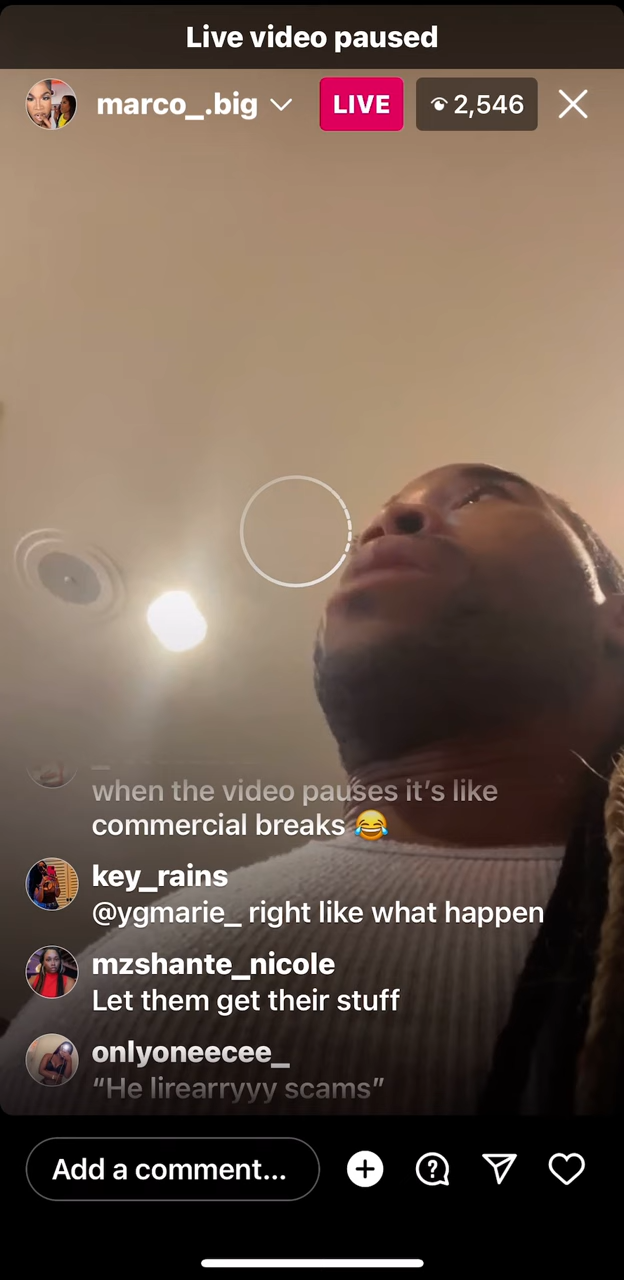 Live video paused
marco_.big LIVE 2,546
when the video pauses it’s like
commercial breaks 😂
key_rains
@ygmarie_ right like what happen
mzshante_nicole
Let them get their stuff
onlyoneecee_
“He lirearryyy scams”
Add a comment...